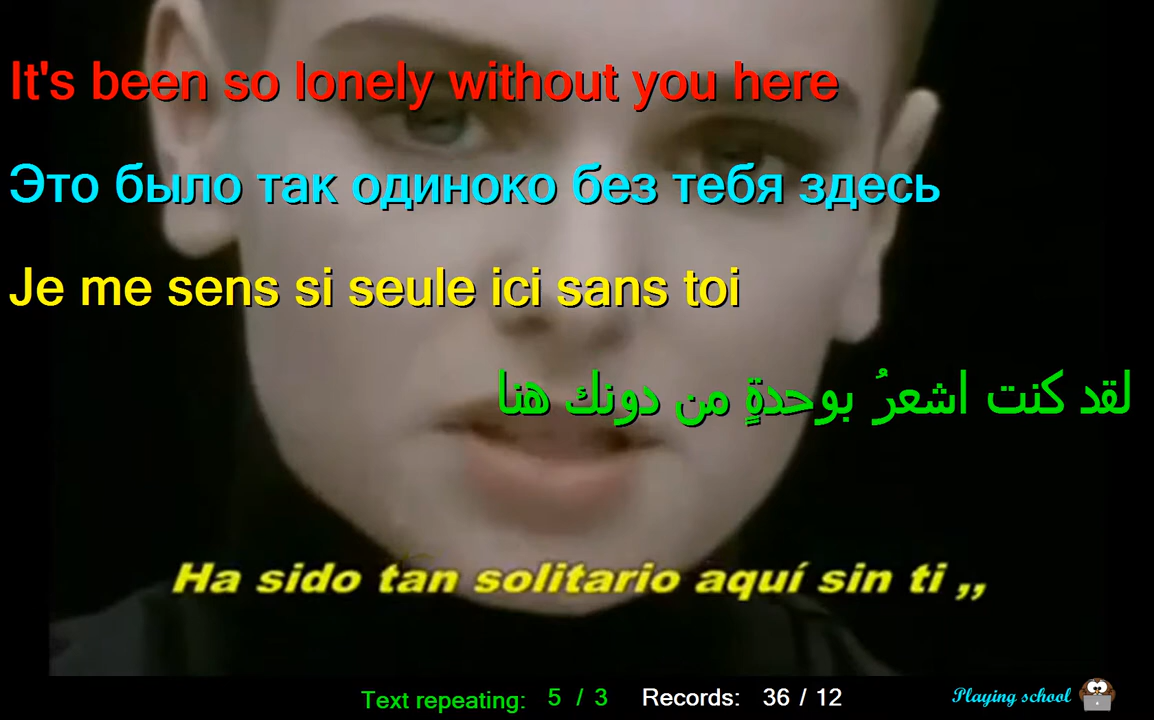 It's been so lonely without you here
Это было так одиноко без тебя здесь
Je me sens si seule ici sans toi
لقد كنت اشعرُ بوحدةٍ من دونك هنا
Ha sido tan solitario aquí sin ti ,,
Text repeating: 5 / 3 Records: 36 / 12 Playing school